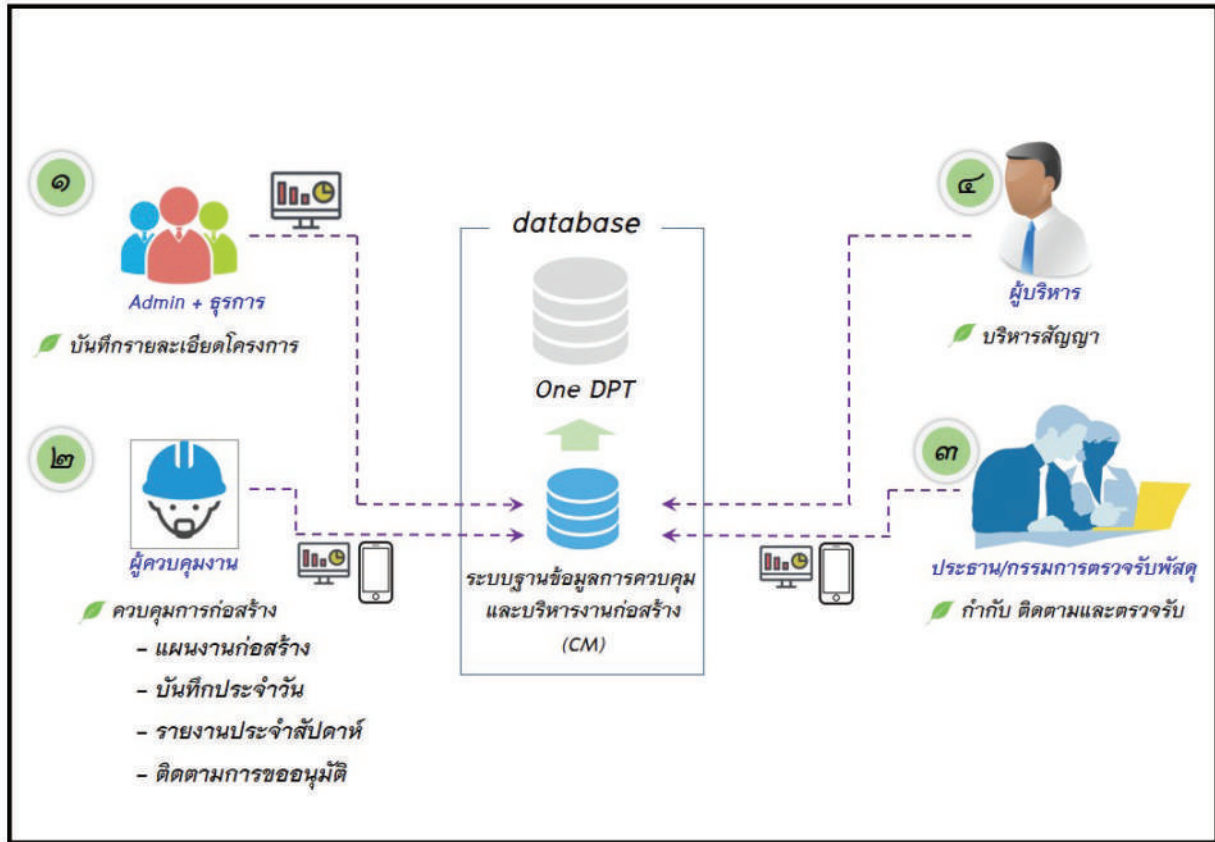 ๑
Admin + ธุรการ
บันทึกรายละเอียดโครงการ
๒
ผู้ควบคุมงาน
ควบคุมการก่อสร้าง
- แผนงานก่อสร้าง
- บันทึกประจำวัน
- รายงานประจำสัปดาห์
- ติดตามการขออนุมัติ
database
One DPT
ระบบฐานข้อมูลการควบคุม
และบริหารงานก่อสร้าง
(CM)
๔
ผู้บริหาร
บริหารสัญญา
๓
ประธาน/กรรมการตรวจรับพัสดุ
กำกับ ติดตามและตรวจรับ